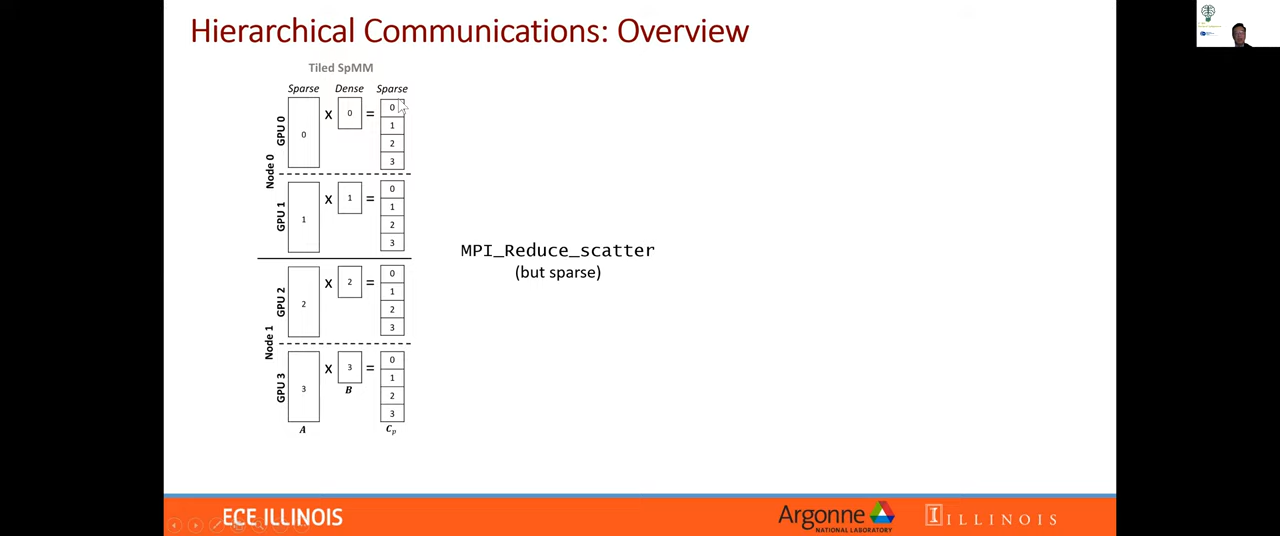 Hierarchical Communications: Overview
Tiled SpMM
Sparse Dense Sparse
Node 0
GPU 0
0 x 0 = 0
1
2
3
GPU 1
1 x 1 = 0
1
2
3
Node 1
GPU 2
2 x 2 = 0
1
2
3
GPU 3
3 x 3 = 0
1
2
3
A B Cp
MPI_Reduce_scatter
(but sparse)
ECE ILLINOIS
Argonne
NATIONAL LABORATORY
I ILLINOIS